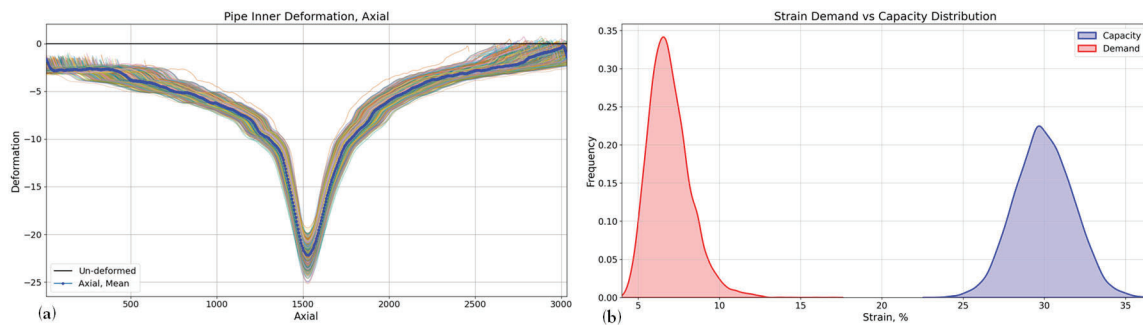 Pipe Inner Deformation, Axial
0
−5
−10
−15
−20
−25
Deformation
Un-deformed
Axial, Mean
500
1000
1500
2000
2500
3000
Axial
(a)
Strain Demand vs Capacity Distribution
Capacity
Demand
0.35
0.30
0.25
0.20
0.15
0.10
0.05
0.00
Frequency
5
10
15
20
25
30
35
Strain, %
(b)